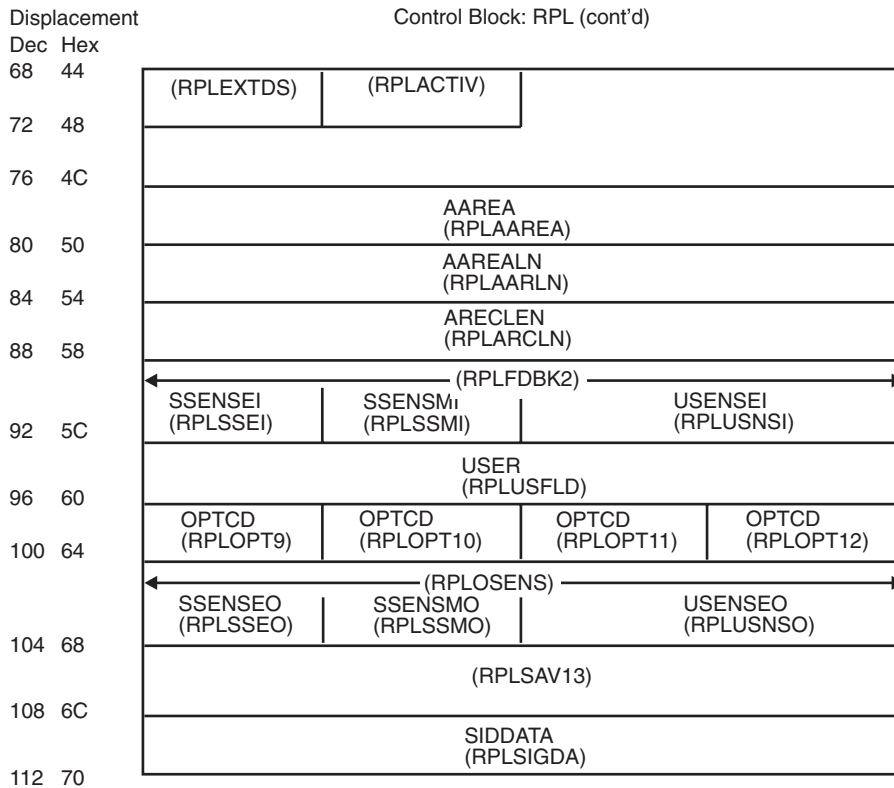 Displacement
Control Block: RPL (cont'd)
Dec Hex
68 44
(RPLEXTDS) (RPLACTIV)
72 48
76 4C
AAREA
(RPLAAREA)
80 50
AAREALN
(RPLAARLN)
84 54
ARECLEN
(RPLARCLN)
88 58
(RPLFDBK2)
SSENSEI SSENSMI USENSEI
(RPLSSEI) (RPLSSMI) (RPLUSNSI)
92 5C
USER
(RPLUSFLD)
96 60
OPTCD OPTCD OPTCD OPTCD
(RPLOPT9) (RPLOPT10) (RPLOPT11) (RPLOPT12)
100 64
(RPLOSENS)
SSENSEO SSENSMO USENSEO
(RPLSSEO) (RPLSSMO) (RPLUSNSO)
104 68
(RPLSAV13)
108 6C
SIDDATA
(RPLSIGDA)
112 70